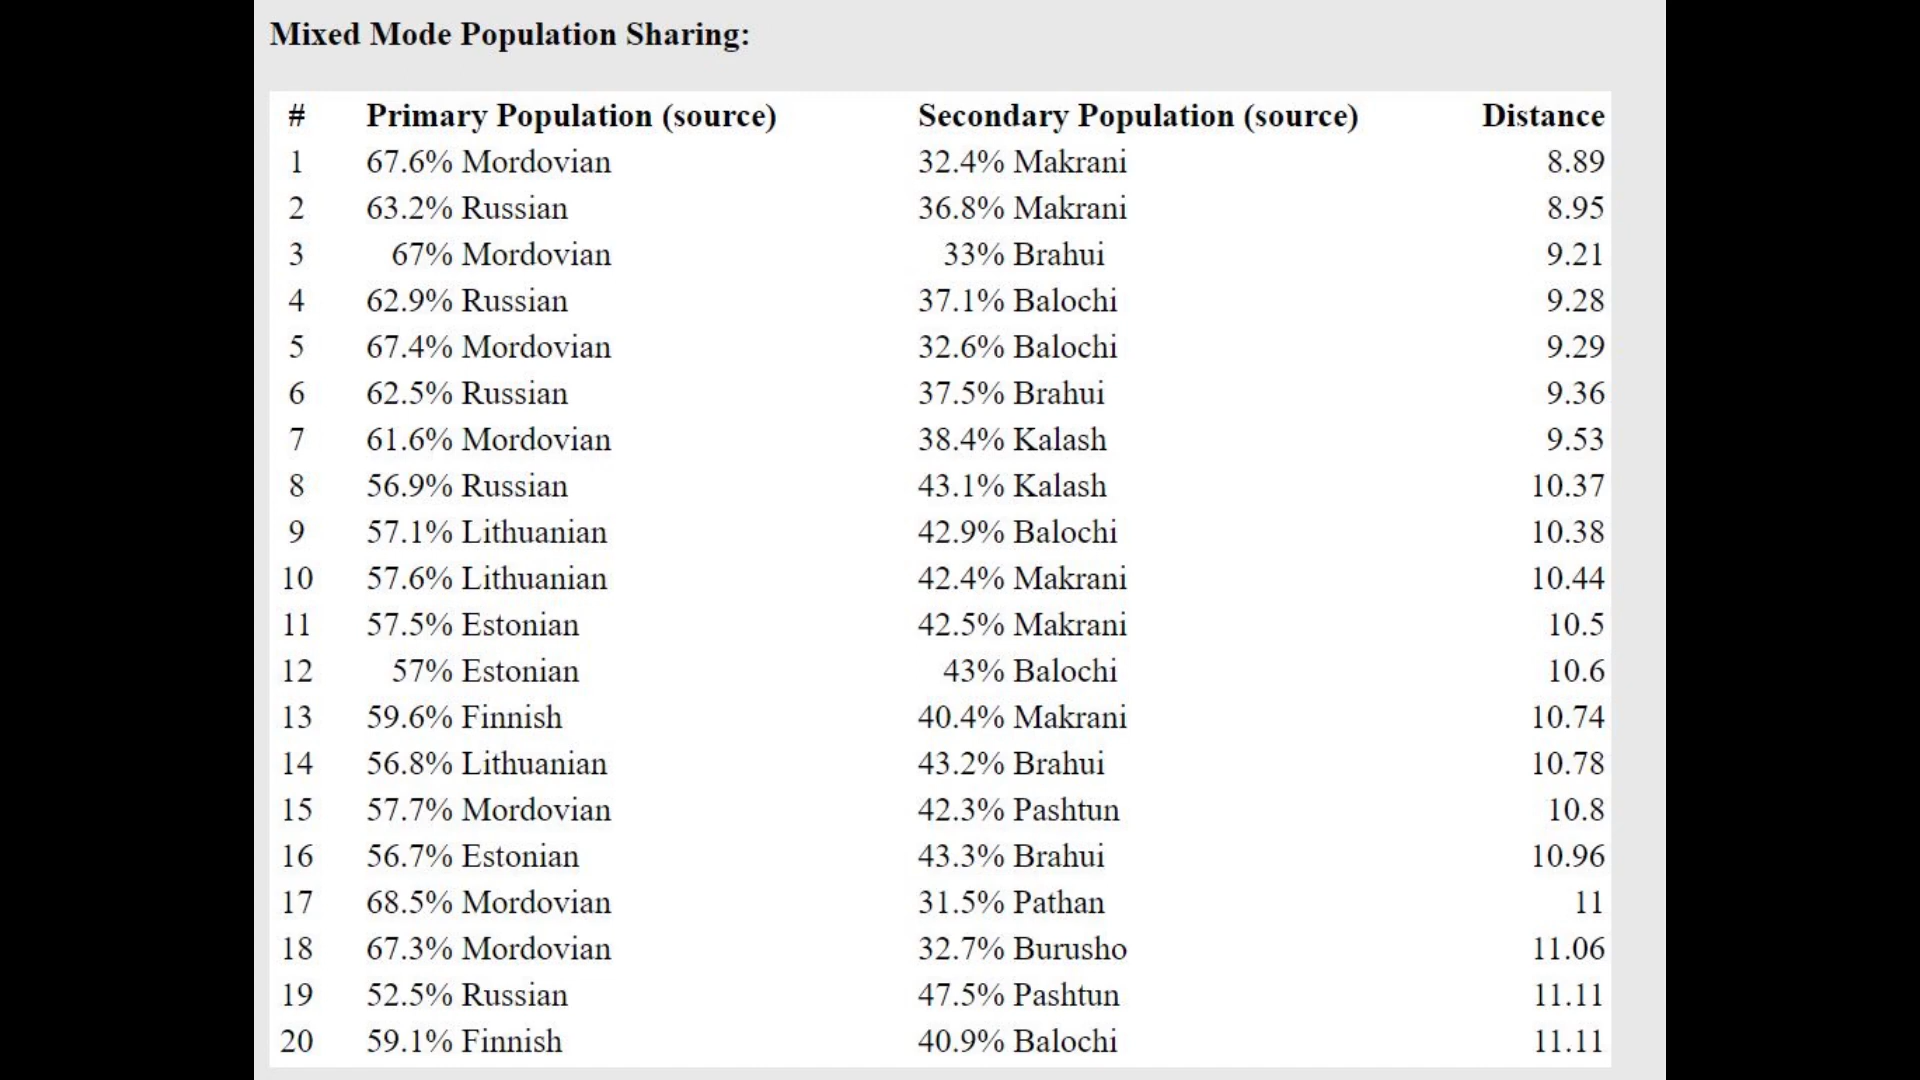 Mixed Mode Population Sharing:
# Primary Population (source) Secondary Population (source) Distance
1 67.6% Mordovian 32.4% Makrani 8.89
2 63.2% Russian 36.8% Makrani 8.95
3 67% Mordovian 33% Brahui 9.21
4 62.9% Russian 37.1% Balochi 9.28
5 67.4% Mordovian 32.6% Balochi 9.29
6 62.5% Russian 37.5% Brahui 9.36
7 61.6% Mordovian 38.4% Kalash 9.53
8 56.9% Russian 43.1% Kalash 10.37
9 57.1% Lithuanian 42.9% Balochi 10.38
10 57.6% Lithuanian 42.4% Makrani 10.44
11 57.5% Estonian 42.5% Makrani 10.5
12 57% Estonian 43% Balochi 10.6
13 59.6% Finnish 40.4% Makrani 10.74
14 56.8% Lithuanian 43.2% Brahui 10.78
15 57.7% Mordovian 42.3% Pashtun 10.8
16 56.7% Estonian 43.3% Brahui 10.96
17 68.5% Mordovian 31.5% Pathan 11
18 67.3% Mordovian 32.7% Burusho 11.06
19 52.5% Russian 47.5% Pashtun 11.11
20 59.1% Finnish 40.9% Balochi 11.11